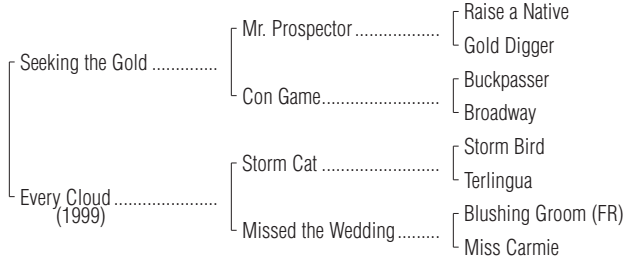 Raise a Native
Mr. Prospector ..................
Gold Digger
Seeking the Gold ..............
Buckpasser
Con Game.........................
Broadway
Storm Bird
Storm Cat .........................
Terlingua
Every Cloud ......................
(1999)
Blushing Groom (FR)
Missed the Wedding.........
Miss Carmie